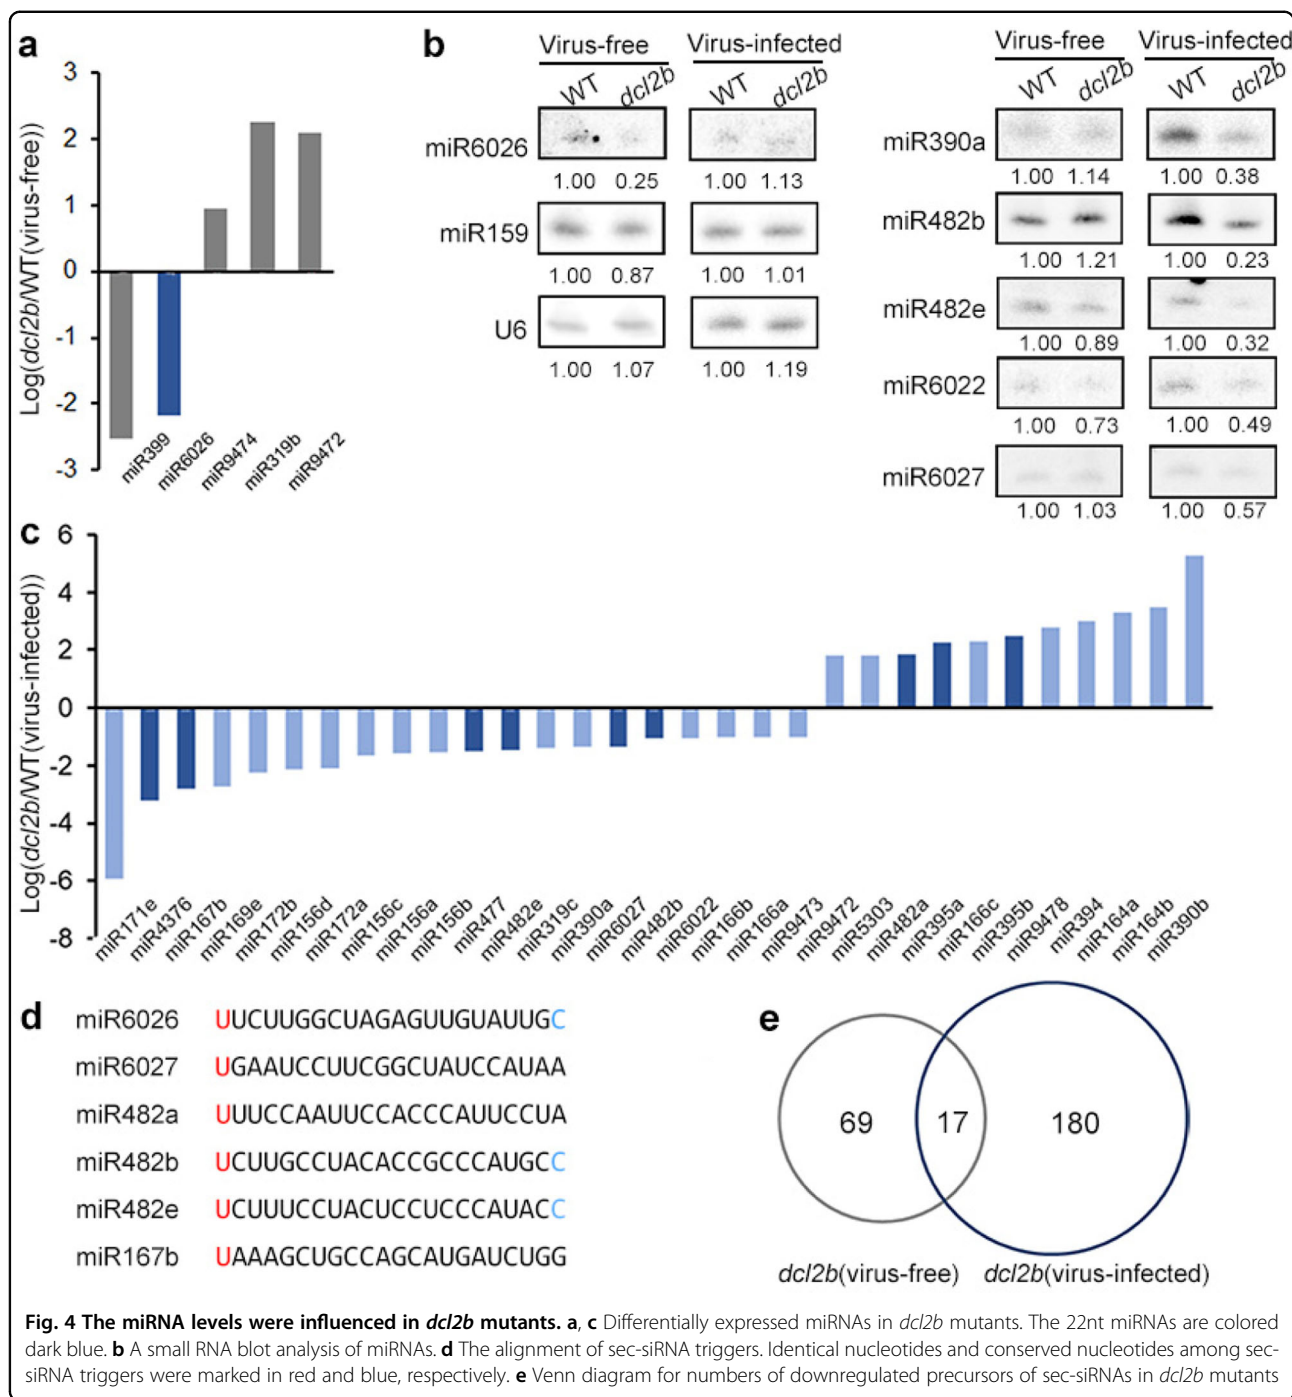 a
3
2
1
0
-1
-2
-3
Log(dcl2b/WT(virus-free))
miR399
miR6026
miR9474
miR319b
miR9472
b
Virus-free Virus-infected
WT dcl2b WT dcl2b
miR6026
1.00 0.25 1.00 1.13
miR159
1.00 0.87 1.00 1.01
U6
1.00 1.07 1.00 1.19
Virus-free Virus-infected
WT dcl2b WT dcl2b
miR390a
1.00 1.14 1.00 0.38
miR482b
1.00 1.21 1.00 0.23
miR482e
1.00 0.89 1.00 0.32
miR6022
1.00 0.73 1.00 0.49
miR6027
1.00 1.03 1.00 0.57
c
6
4
2
0
-2
-4
-6
-8
Log(dcl2b/WT(virus-infected))
miR171e
miR4376
miR167b
miR169e
miR172b
miR156d
miR172a
miR156c
miR156a
miR156b
miR477
miR482e
miR319c
miR390a
miR6027
miR482b
miR6022
miR166b
miR166a
miR9473
miR9472
miR5303
miR482a
miR395a
miR166c
miR395b
miR9478
miR394
miR164a
miR164b
miR390b
d
miR6026 UUCUUGGCUAGAGUUGUAUUGC
miR6027 UGAAUCCUUCGGCUAUCCAUAA
miR482a UUUCCAAUUCCACCCAUUCCUA
miR482b UCUUGCCUACACCGCCCAUGCC
miR482e UCUUUCCUACUCCUCCCAUACC
miR167b UAAAGCUGCCAGCAUGAUCUGG
e
69 17 180
dcl2b(virus-free) dcl2b(virus-infected)
Fig. 4 The miRNA levels were influenced in dcl2b mutants. a, c Differentially expressed miRNAs in dcl2b mutants. The 22nt miRNAs are colored
dark blue. b A small RNA blot analysis of miRNAs. d The alignment of sec-siRNA triggers. Identical nucleotides and conserved nucleotides among sec-
siRNA triggers were marked in red and blue, respectively. e Venn diagram for numbers of downregulated precursors of sec-siRNAs in dcl2b mutants